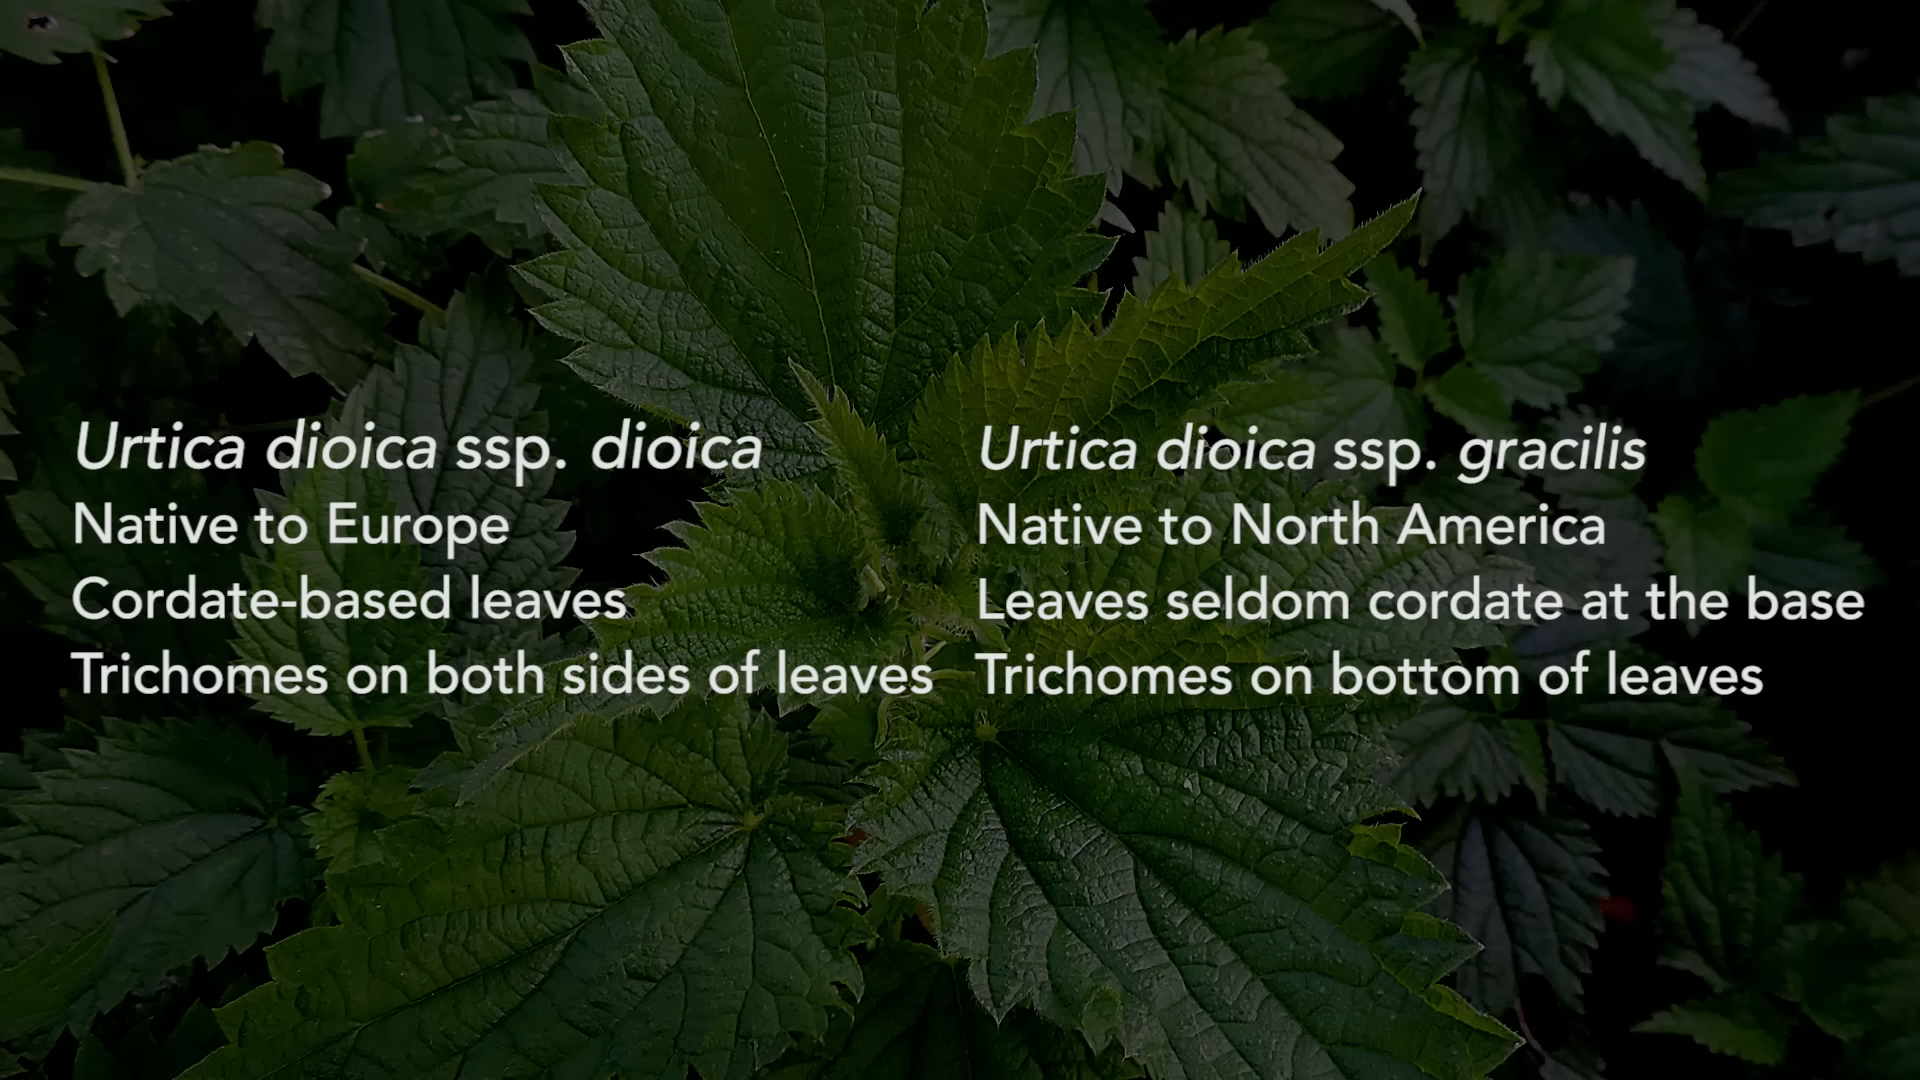 Urtica dioica ssp. dioica
Native to Europe
Cordate-based leaves
Trichomes on both sides of leaves
Urtica dioica ssp. gracilis
Native to North America
Leaves seldom cordate at the base
Trichomes on bottom of leaves